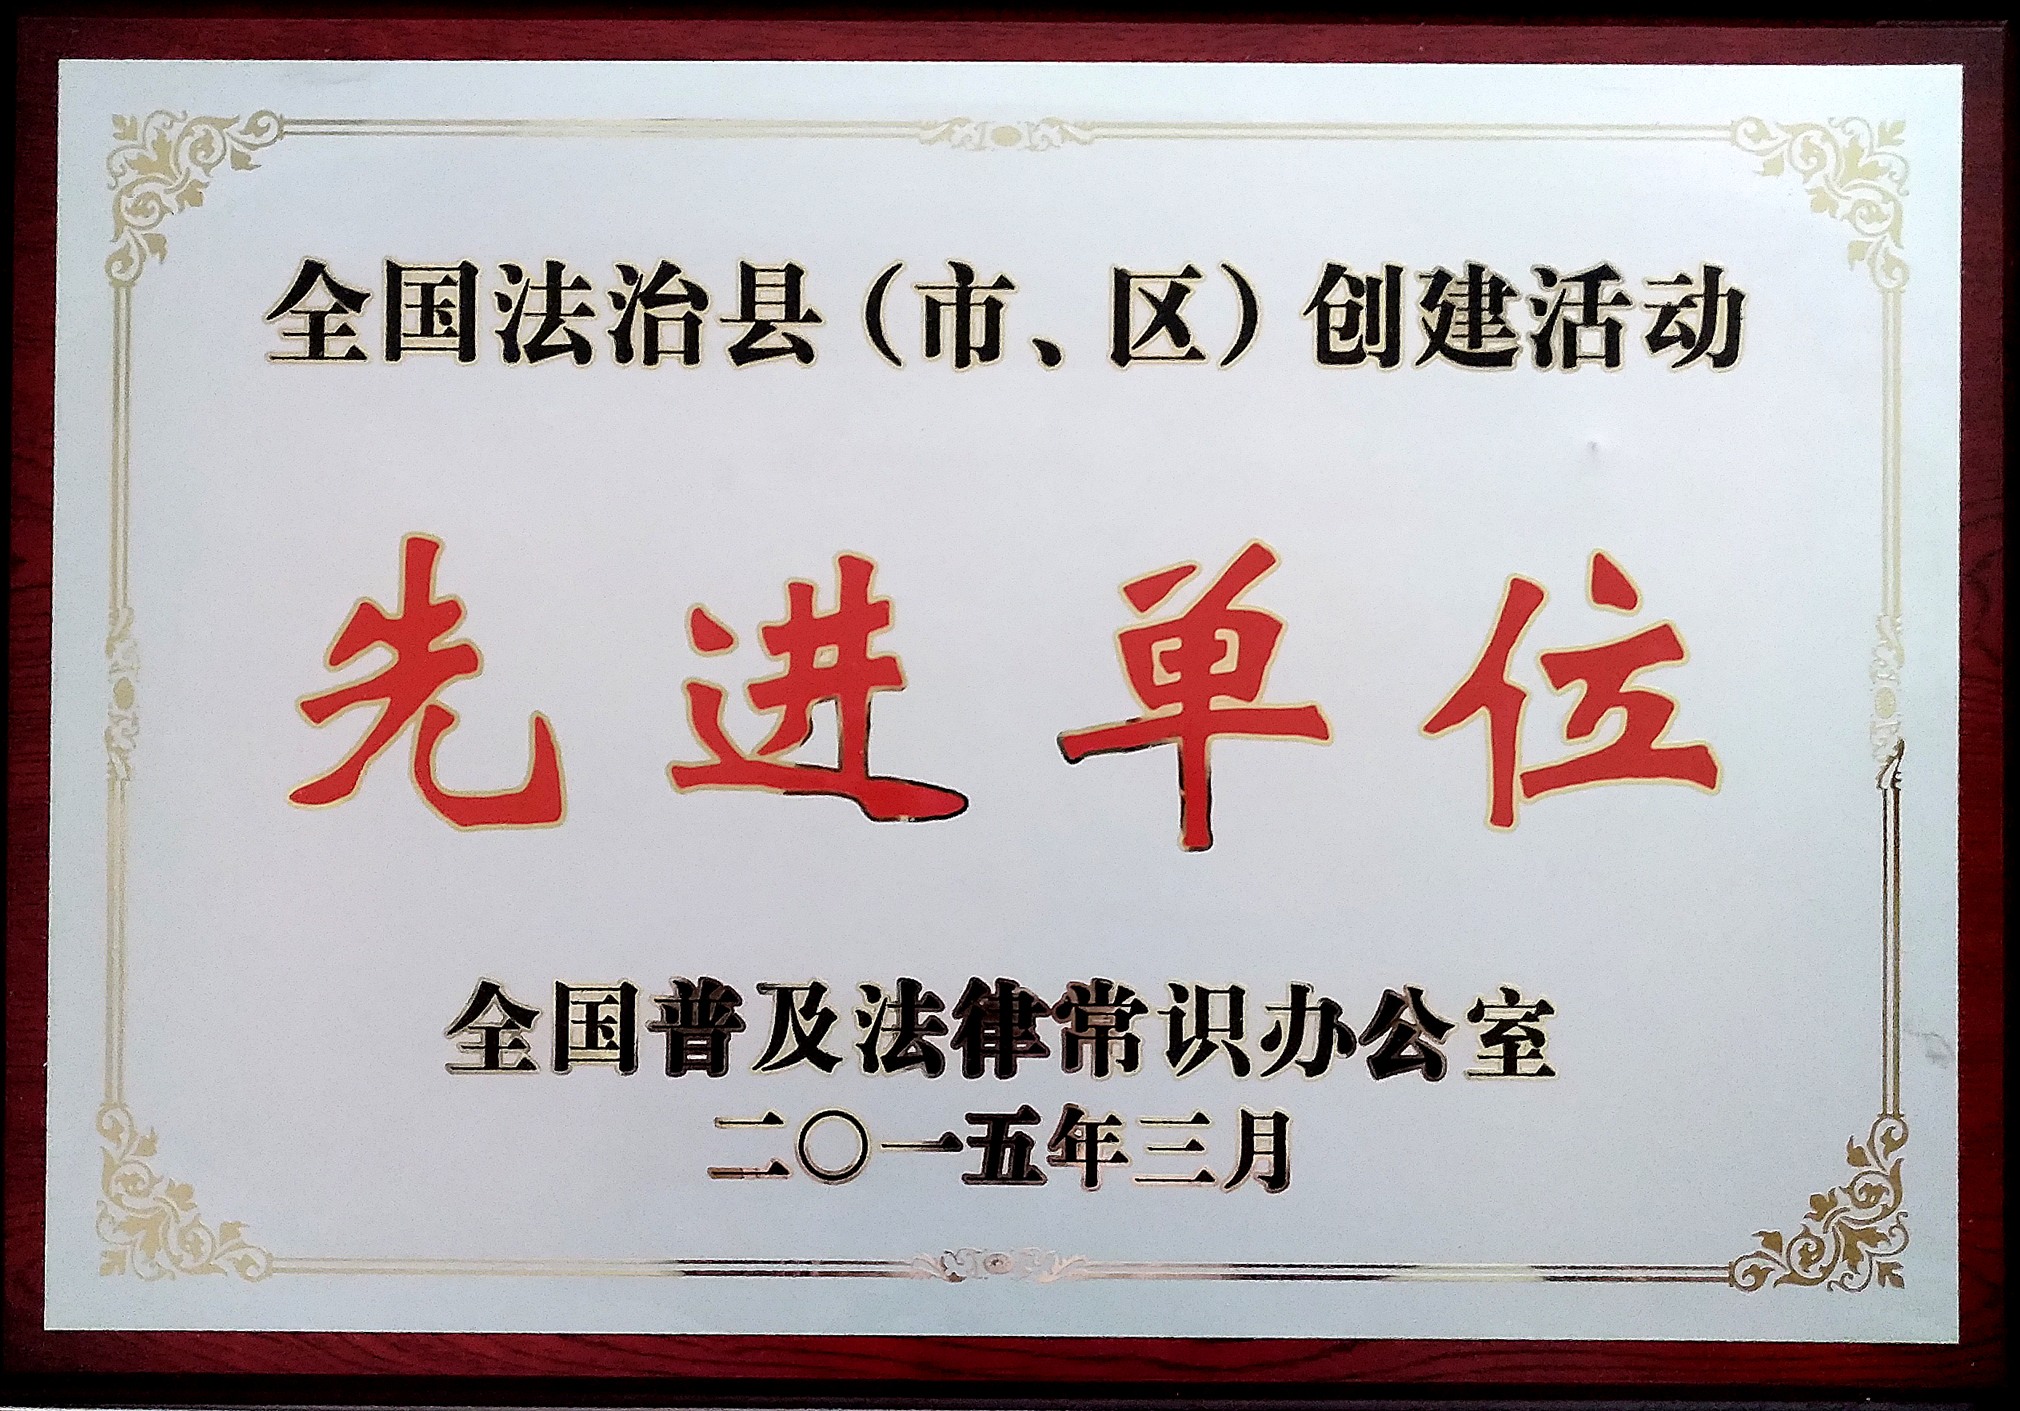 全国法治县（市、区）创建活动
先进单位
全国普及法律常识办公室
二〇一五年三月